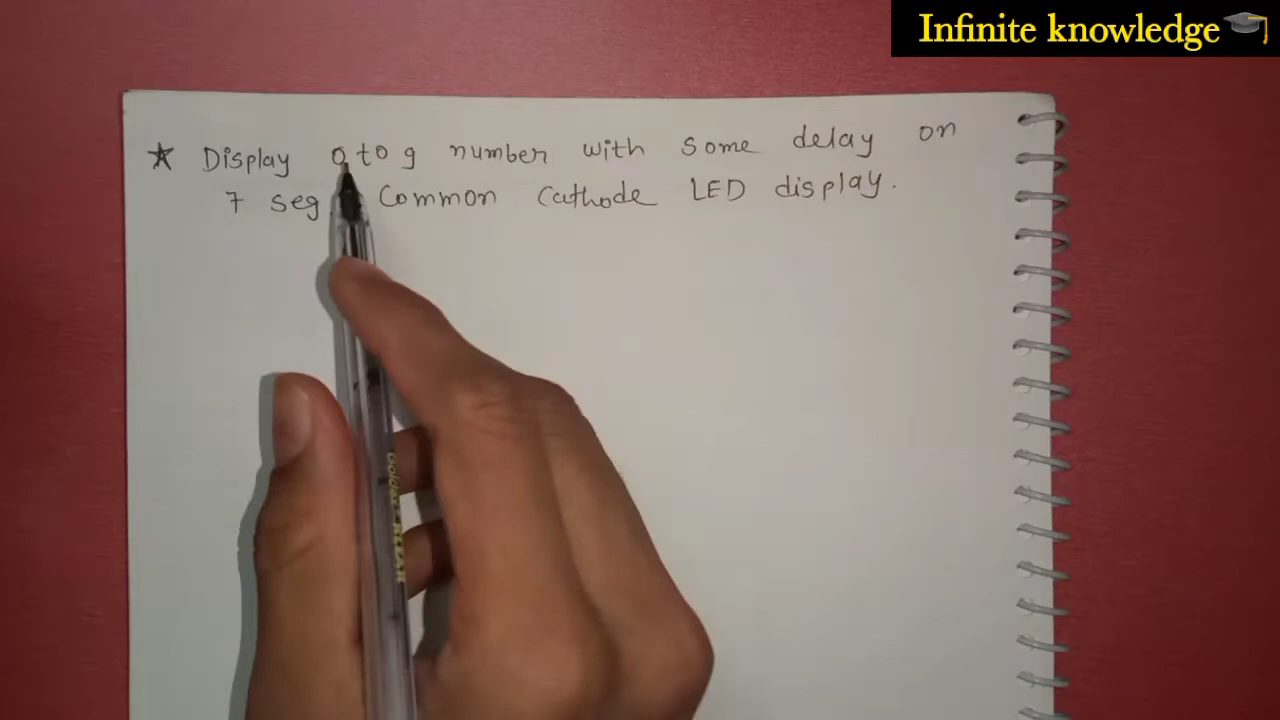 Infinite knowledge
★ Display 0 to 9 number with some delay on
7 seg Common Cathode LED display.